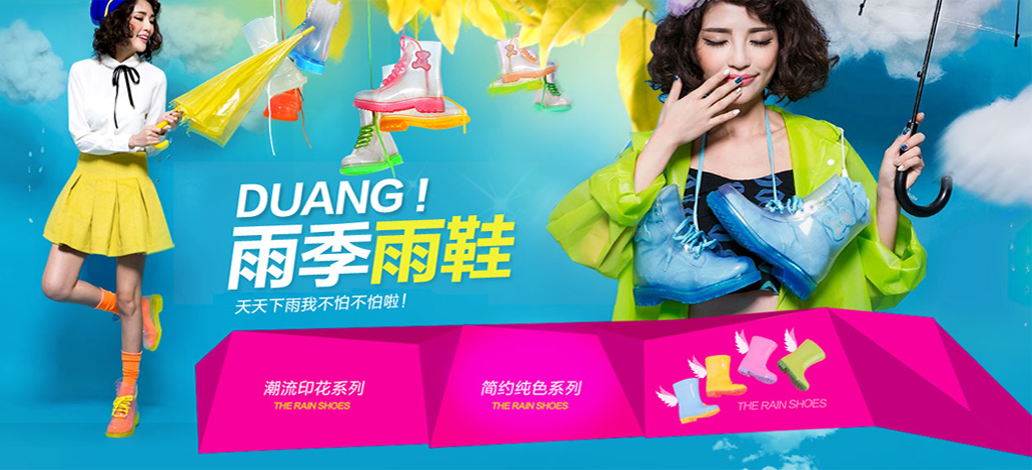 DUANG！
雨季雨鞋
天天下雨我不怕不怕啦！
潮流印花系列
THE RAIN SHOES
简约纯色系列
THE RAIN SHOES
THE RAIN SHOES